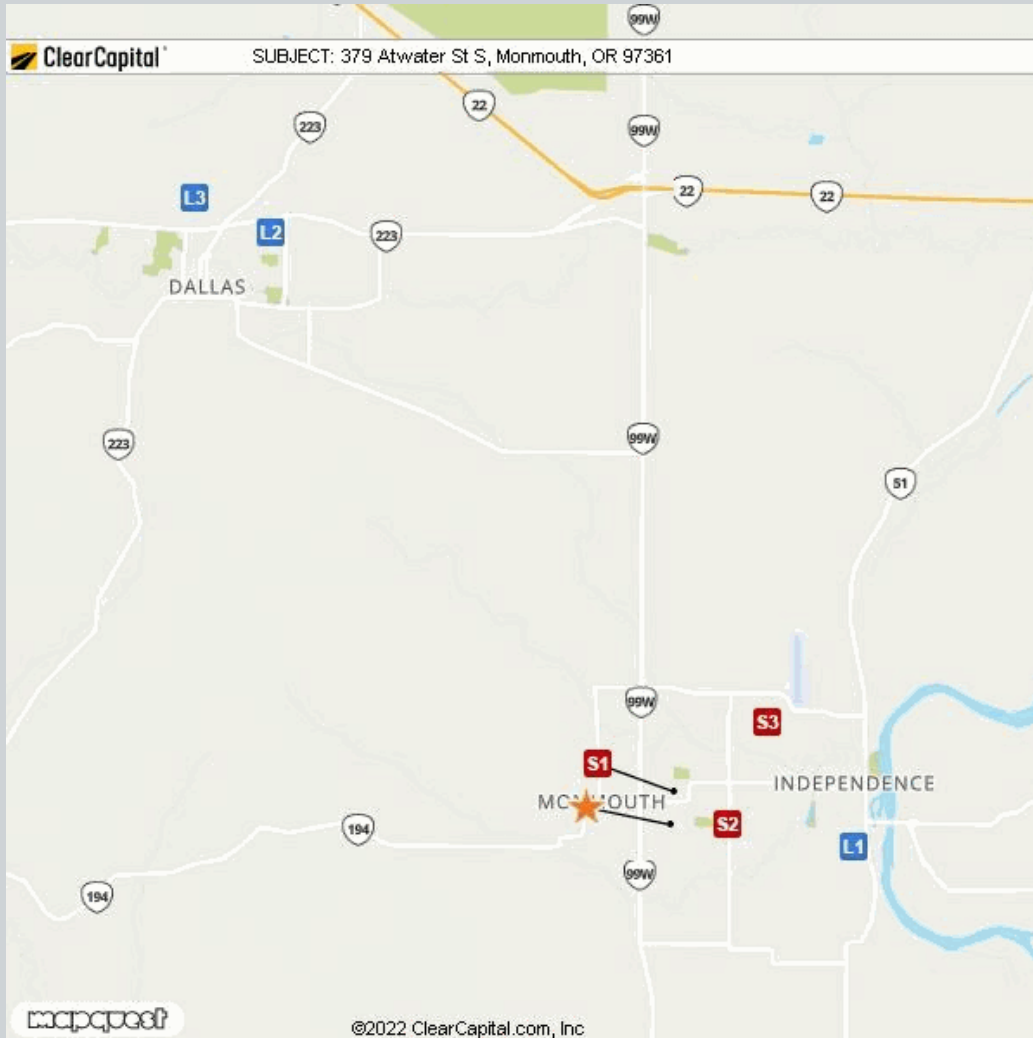 99W
ClearCapital
SUBJECT: 379 Atwater St S, Monmouth, OR 97361
22
223
99W
L3
22
22
L2
223
DALLAS
99W
223
51
99W
S3
S1
INDEPENDENCE
MONMOUTH
S2
194
L1
99W
194
mapquest
©2022 ClearCapital.com, Inc